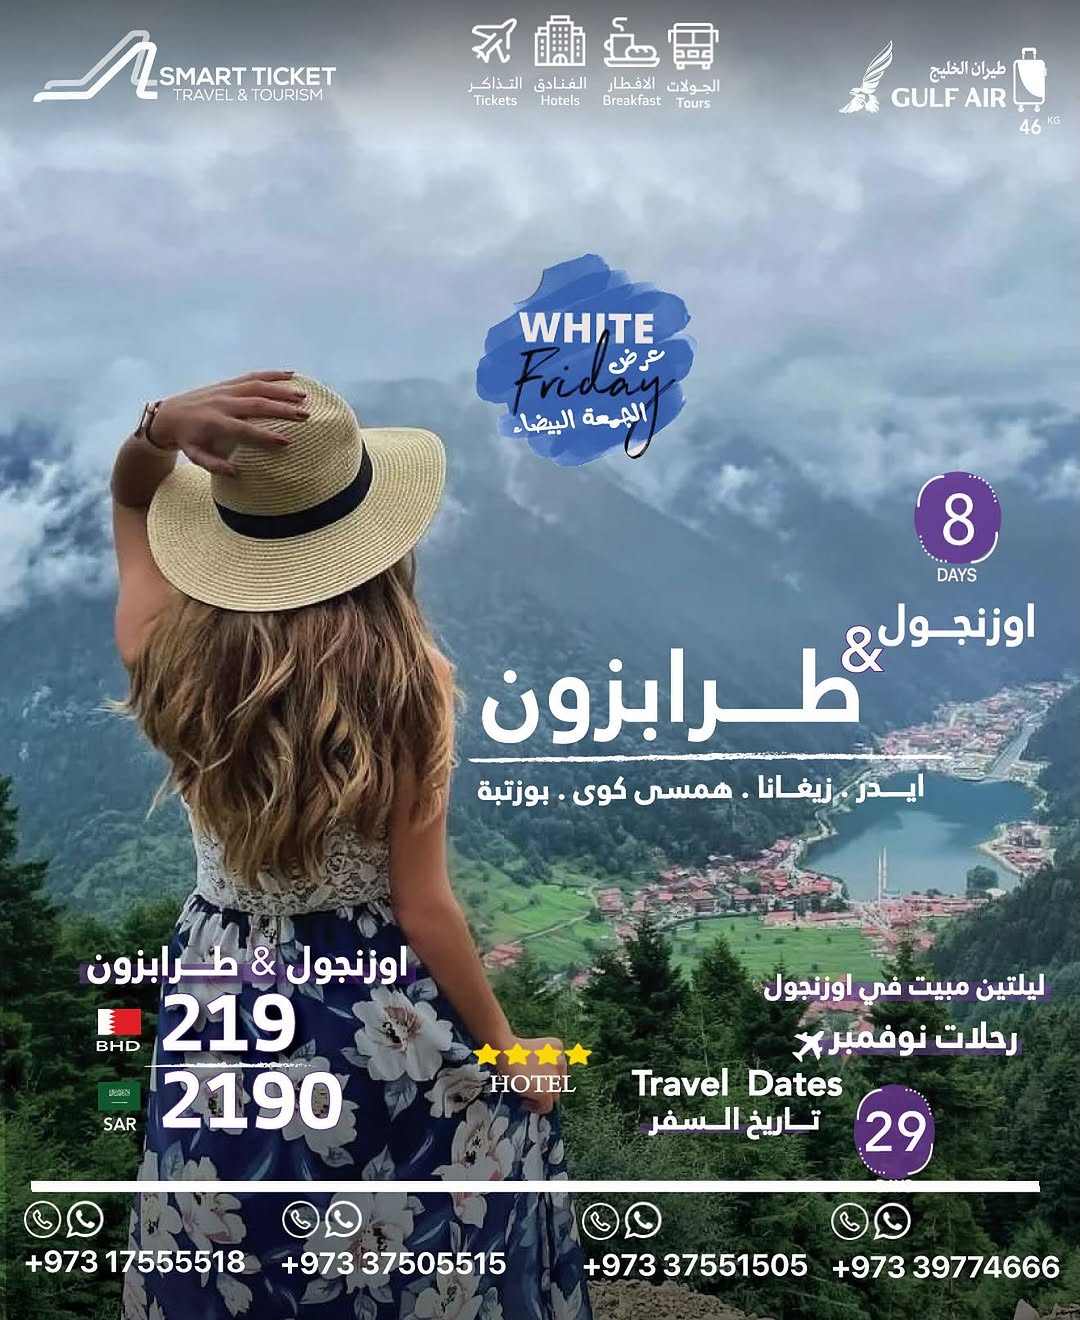 SMART TICKET
TRAVEL & TOURISM
التذاكر
Tickets
الفنادق
Hotels
الافطار
Breakfast
الجولات
Tours
طيران الخليج
GULF AIR
46 KG
WHITE
عرض
Friday
الجمعة البيضاء
8
DAYS
اوزنجول
&
طرابزون
ايدر . زيغانا . همسى كوى . بوزتبة
اوزنجول & طرابزون
BHD 219
SAR 2190
HOTEL
ليلتين مبيت في اوزنجول
رحلات نوفمبر
Travel Dates
تاريخ السفر
29
+973 17555518
+973 37505515
+973 37551505
+973 39774666